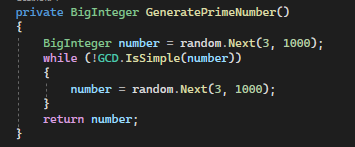 private BigInteger GeneratePrimeNumber()
{
BigInteger number = random.Next(3, 1000);
while (!GCD.IsSimple(number))
{
number = random.Next(3, 1000);
}
return number;
}